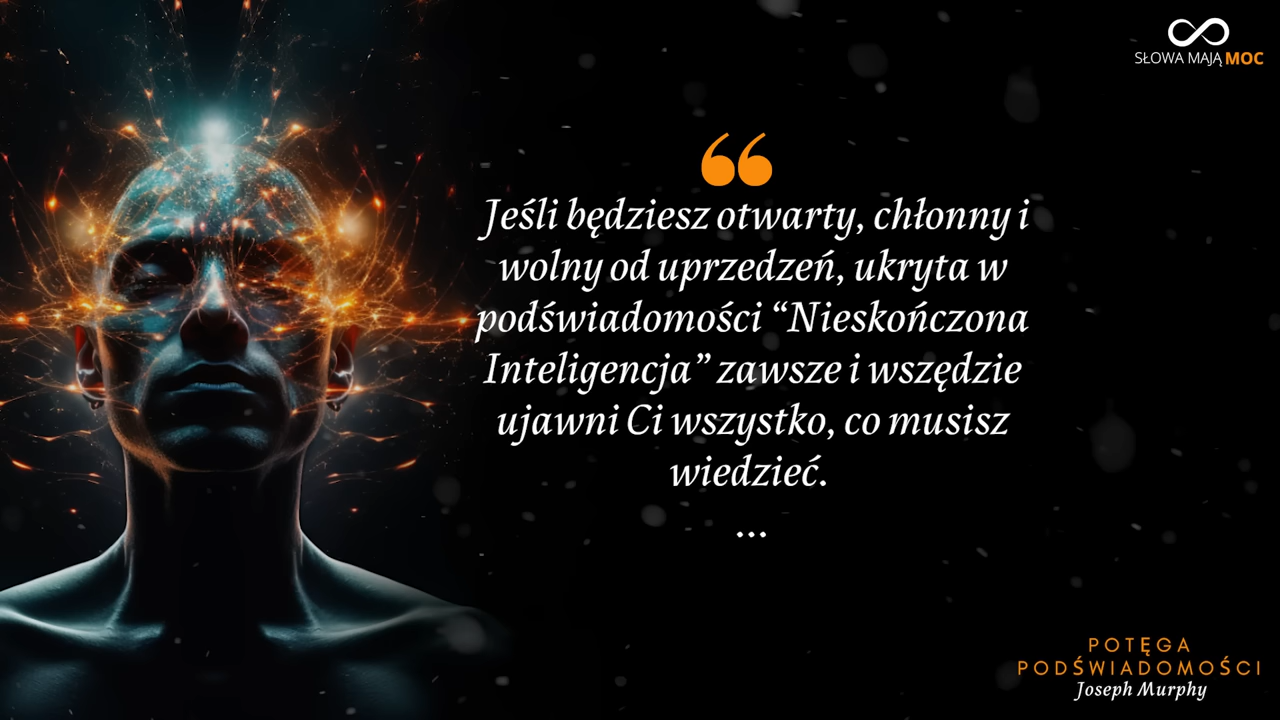 SŁOWA MAJĄ MOC
“
Jeśli będziesz otwarty, chłonny i
wolny od uprzedzeń, ukryta w
podświadomości “Nieskończona
Inteligencja” zawsze i wszędzie
ujawni Ci wszystko, co musisz
wiedzieć.
...
POTĘGA
PODŚWIADOMOŚCI
Joseph Murphy